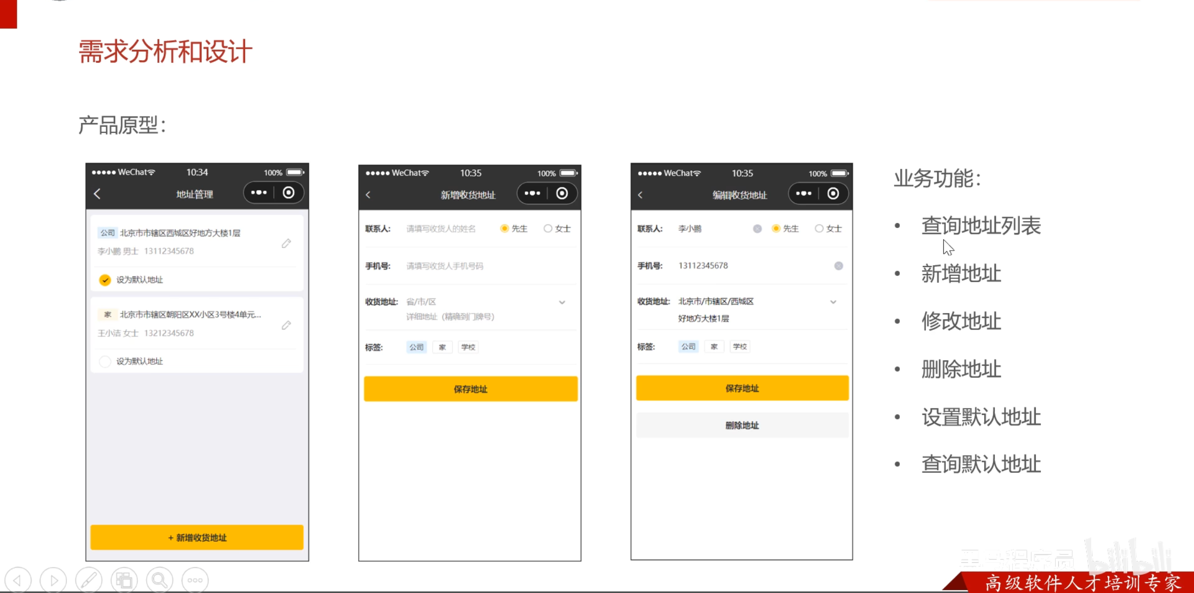 需求分析和设计
产品原型：
WeChat 10:34 100%
地址管理
公司 北京市市辖区西城区好地方大楼1层
李小鹏 男士 13112345678
设为默认地址
家 北京市市辖区朝阳区XX小区3号楼4单元...
王小洁 女士 13212345678
设为默认地址
+ 新增收货地址
WeChat 10:35 100%
新增收货地址
联系人： 请填写收货人的姓名 先生 女士
手机号： 请填写收货人手机号码
收货地址： 省/市/区
详细地址（精确到门牌号）
标签： 公司 家 学校
保存地址
WeChat 10:35 100%
编辑收货地址
联系人： 李小鹏 先生 女士
手机号： 13112345678
收货地址： 北京市/市辖区/西城区
好地方大楼1层
标签： 公司 家 学校
保存地址
删除地址
业务功能：
• 查询地址列表
• 新增地址
• 修改地址
• 删除地址
• 设置默认地址
• 查询默认地址
bilibili
高级软件人才培训专家